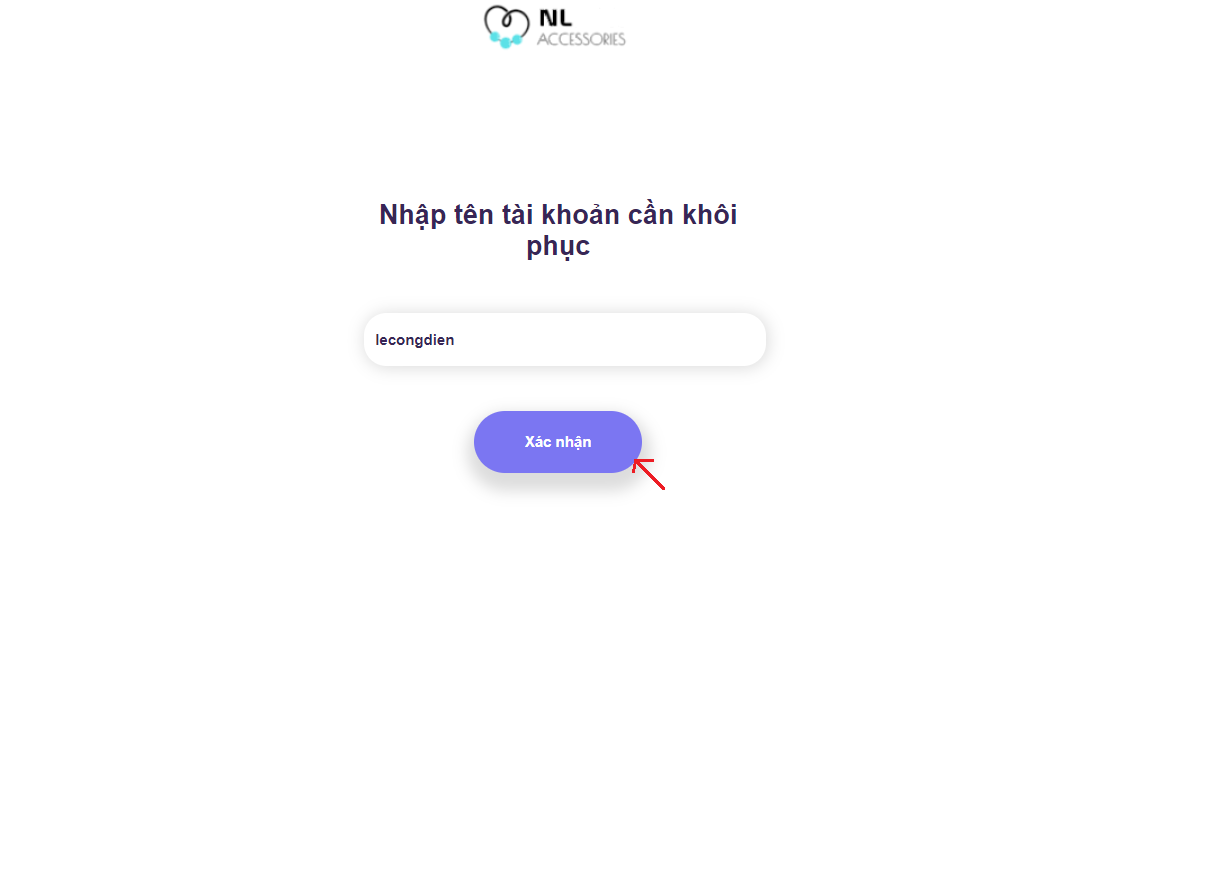 NL
ACCESSORIES
Nhập tên tài khoản cần khôi
phục
lecongdien
Xác nhận